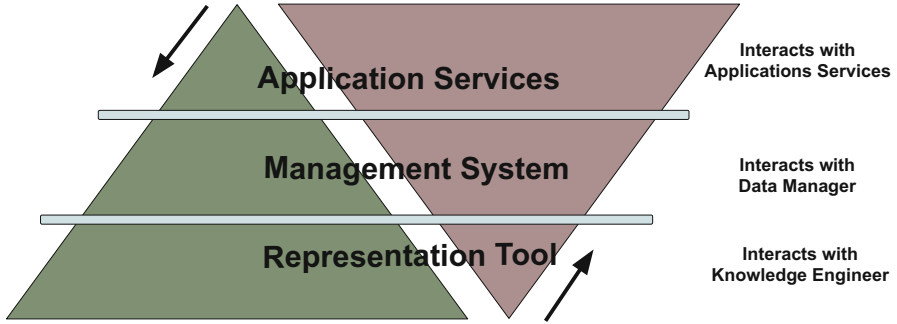 Application Services
Interacts with
Applications Services
Management System
Interacts with
Data Manager
Representation Tool
Interacts with
Knowledge Engineer